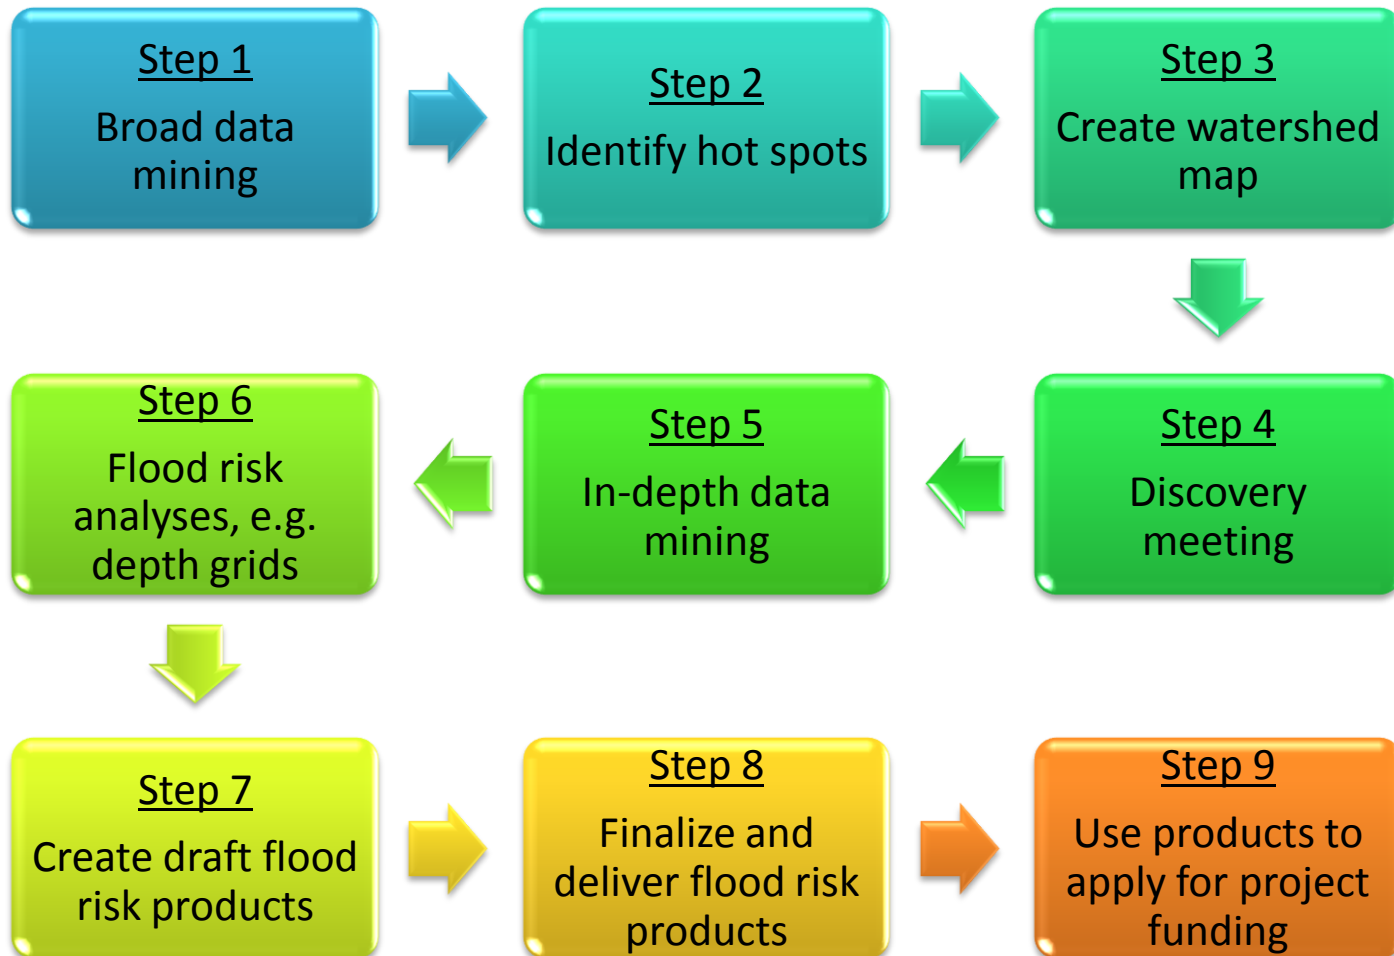 Step 1
Broad data
mining
Step 2
Identify hot spots
Step 3
Create watershed
map
Step 4
Discovery
meeting
Step 5
In-depth data
mining
Step 6
Flood risk
analyses, e.g.
depth grids
Step 7
Create draft flood
risk products
Step 8
Finalize and
deliver flood risk
products
Step 9
Use products to
apply for project
funding